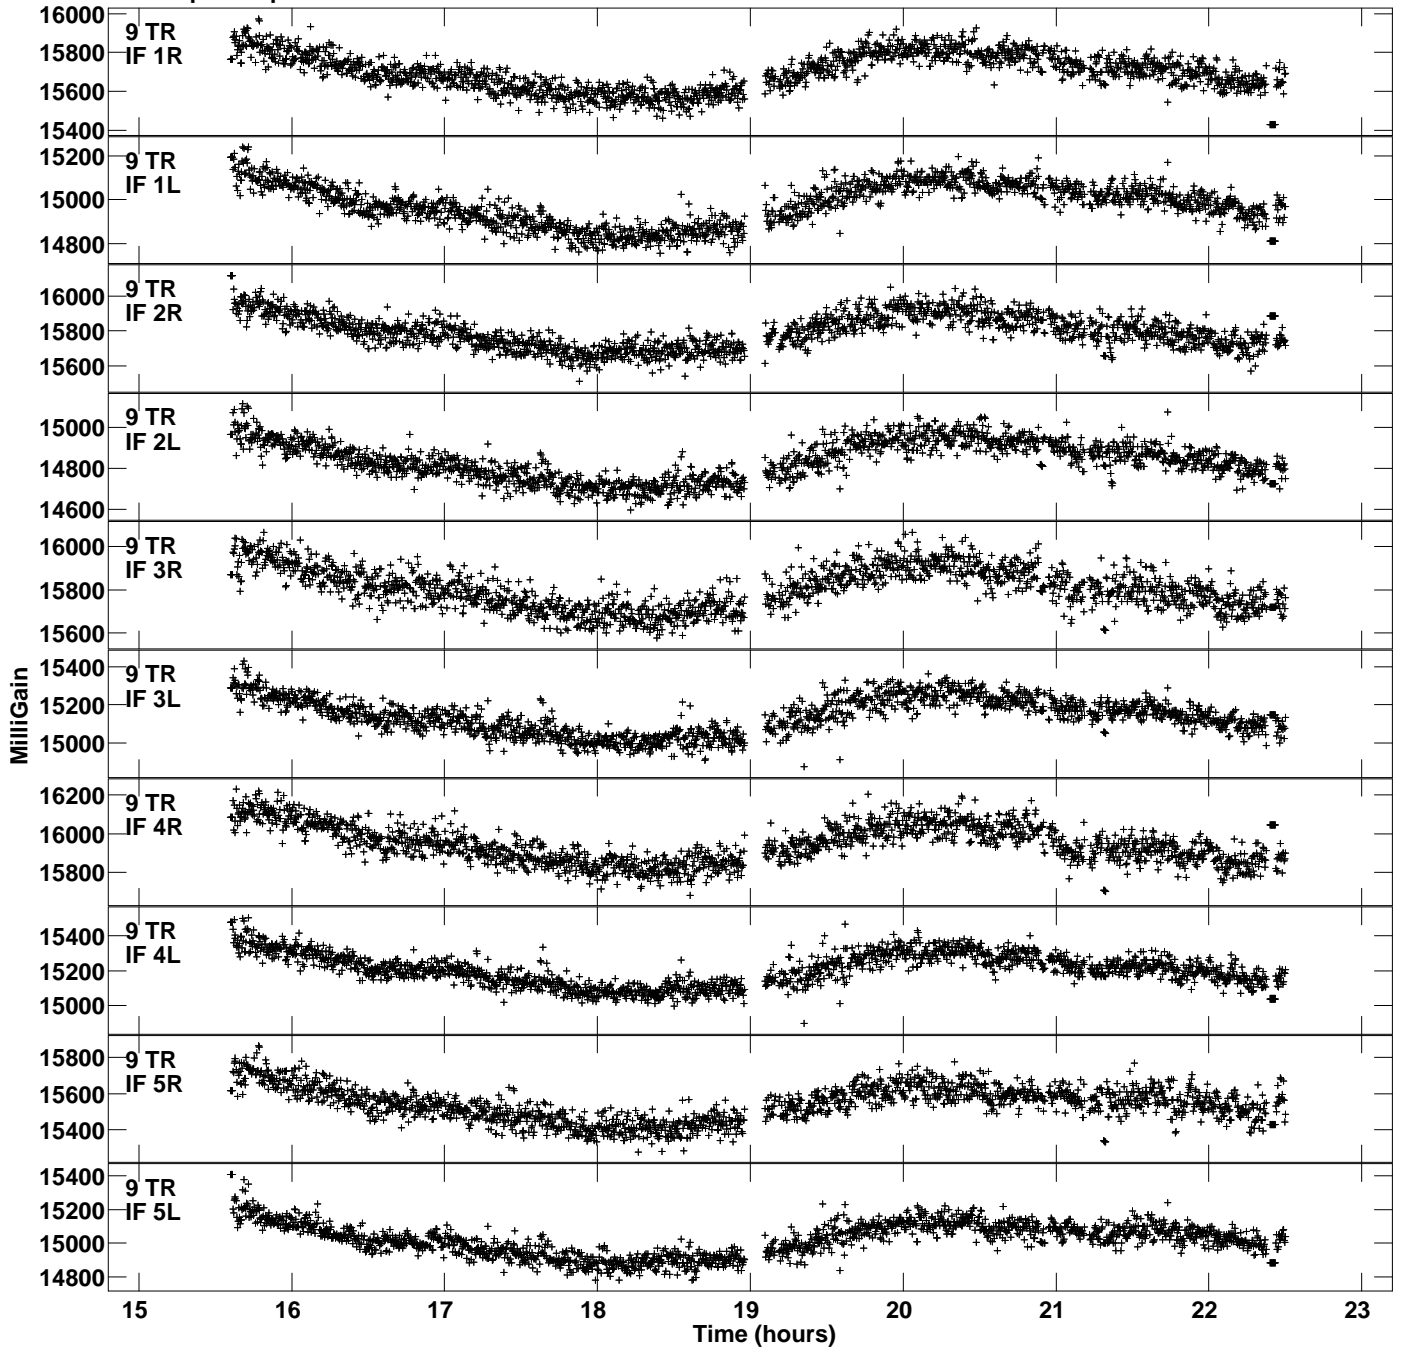 16000
15800
15600
15400
9 TR
IF 1R
15200
15000
14800
9 TR
IF 1L
16000
15800
15600
9 TR
IF 2R
15000
14800
14600
9 TR
IF 2L
16000
15800
15600
9 TR
IF 3R
15400
15200
15000
9 TR
IF 3L
16200
16000
15800
9 TR
IF 4R
15400
15200
15000
9 TR
IF 4L
15800
15600
15400
9 TR
IF 5R
15400
15200
15000
14800
9 TR
IF 5L
MilliGain
15 16 17 18 19 20 21 22 23
Time (hours)